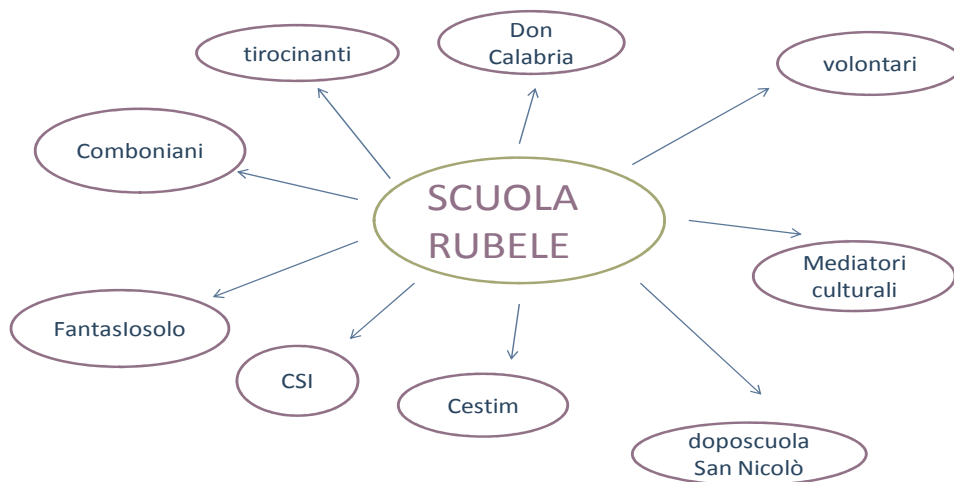 Don
Calabria
tirocinanti
volontari
Comboniani
SCUOLA
RUBELE
Mediatori
culturali
FantasIosolo
CSI
Cestim
doposcuola
San Nicolò